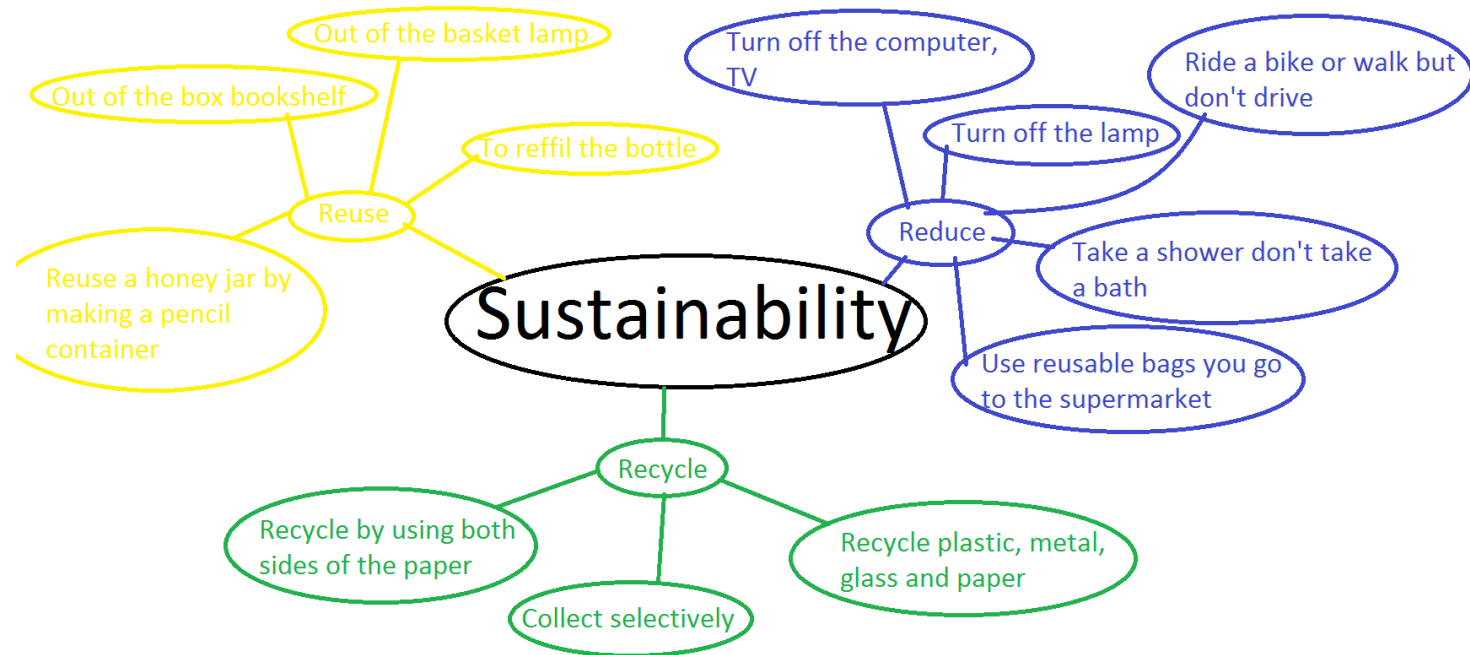 Out of the basket lamp
Out of the box bookshelf
To reffil the bottle
Reuse
Reuse a honey jar by
making a pencil
container
Turn off the computer,
TV
Ride a bike or walk but
don't drive
Turn off the lamp
Reduce
Take a shower don't take
a bath
Use reusable bags you go
to the supermarket
Sustainability
Recycle
Recycle by using both
sides of the paper
Collect selectively
Recycle plastic, metal,
glass and paper